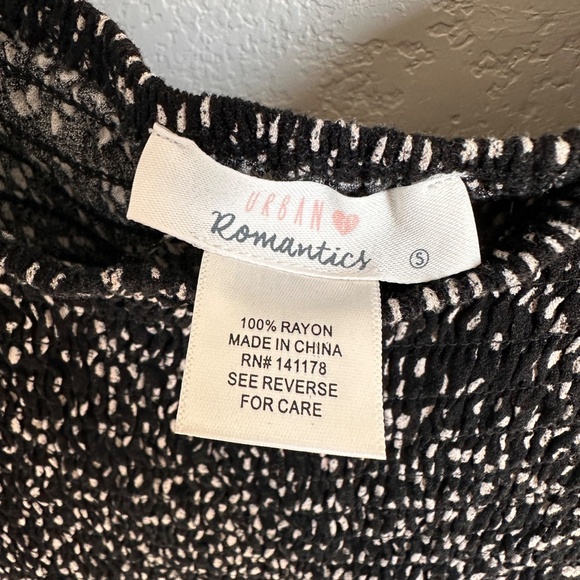 URBAN
Romantics
S
100% RAYON
MADE IN CHINA
RN# 141178
SEE REVERSE
FOR CARE